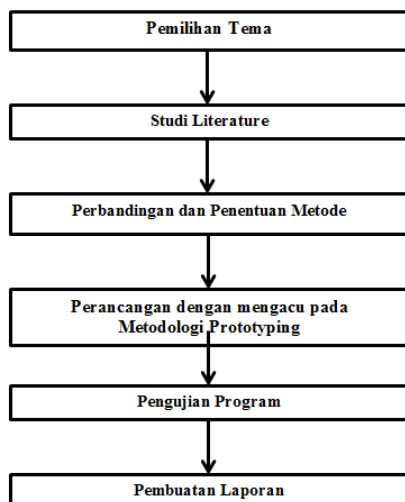 Pemilihan Tema
Studi Literature
Perbandingan dan Penentuan Metode
Perancangan dengan mengacu pada
Metodologi Prototyping
Pengujian Program
Pembuatan Laporan